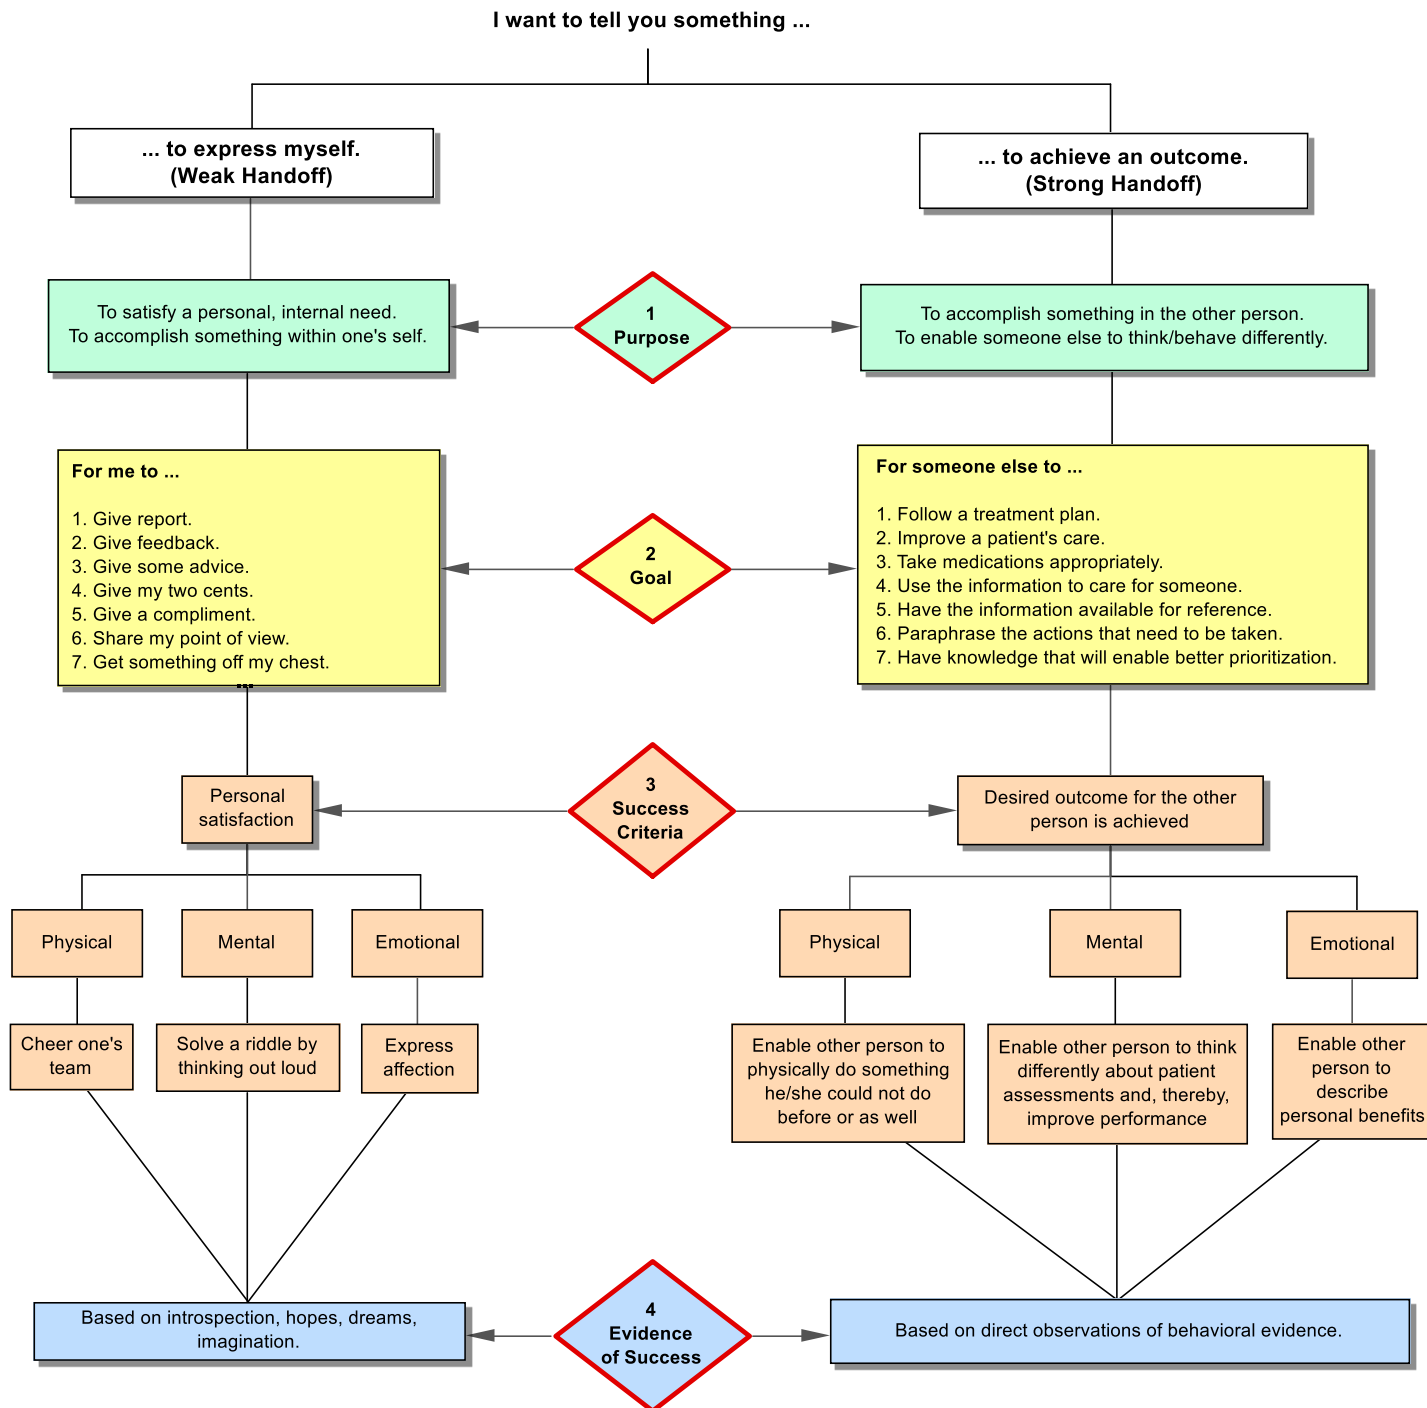 I want to tell you something ...
... to express myself.
(Weak Handoff)
... to achieve an outcome.
(Strong Handoff)
To satisfy a personal, internal need.
To accomplish something within one's self.
1
Purpose
To accomplish something in the other person.
To enable someone else to think/behave differently.
For me to ...
1. Give report.
2. Give feedback.
3. Give some advice.
4. Give my two cents.
5. Give a compliment.
6. Share my point of view.
7. Get something off my chest.
...
2
Goal
For someone else to ...
1. Follow a treatment plan.
2. Improve a patient's care.
3. Take medications appropriately.
4. Use the information to care for someone.
5. Have the information available for reference.
6. Paraphrase the actions that need to be taken.
7. Have knowledge that will enable better prioritization.
Personal
satisfaction
3
Success
Criteria
Desired outcome for the other
person is achieved
Physical
Mental
Emotional
Physical
Mental
Emotional
Cheer one's
team
Solve a riddle by
thinking out loud
Express
affection
Enable other person to
physically do something
he/she could not do
before or as well
Enable other person to think
differently about patient
assessments and, thereby,
improve performance
Enable other
person to
describe
personal benefits
Based on introspection, hopes, dreams,
imagination.
4
Evidence
of Success
Based on direct observations of behavioral evidence.